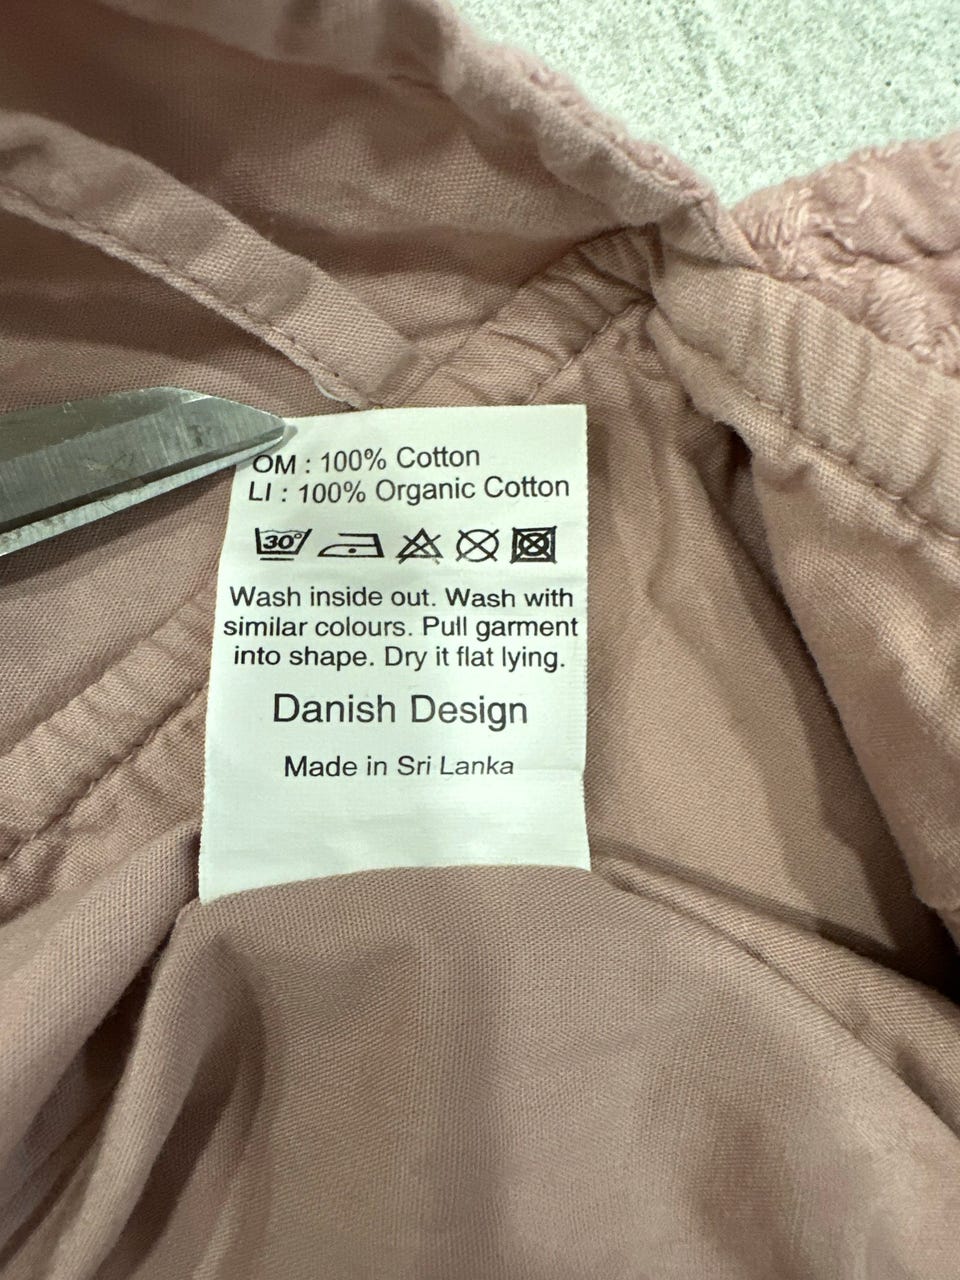 OM : 100% Cotton
LI : 100% Organic Cotton
30°
Wash inside out. Wash with
similar colours. Pull garment
into shape. Dry it flat lying.
Danish Design
Made in Sri Lanka